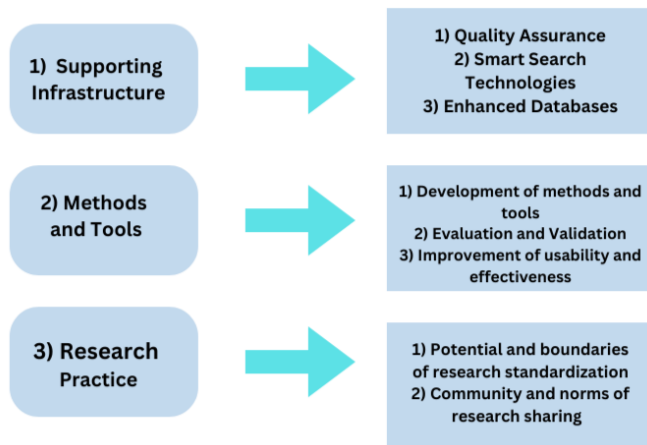 1) Supporting
Infrastructure
1) Quality Assurance
2) Smart Search
Technologies
3) Enhanced Databases
2) Methods
and Tools
1) Development of methods and
tools
2) Evaluation and Validation
3) Improvement of usability and
effectiveness
3) Research
Practice
1) Potential and boundaries
of research standardization
2) Community and norms of
research sharing